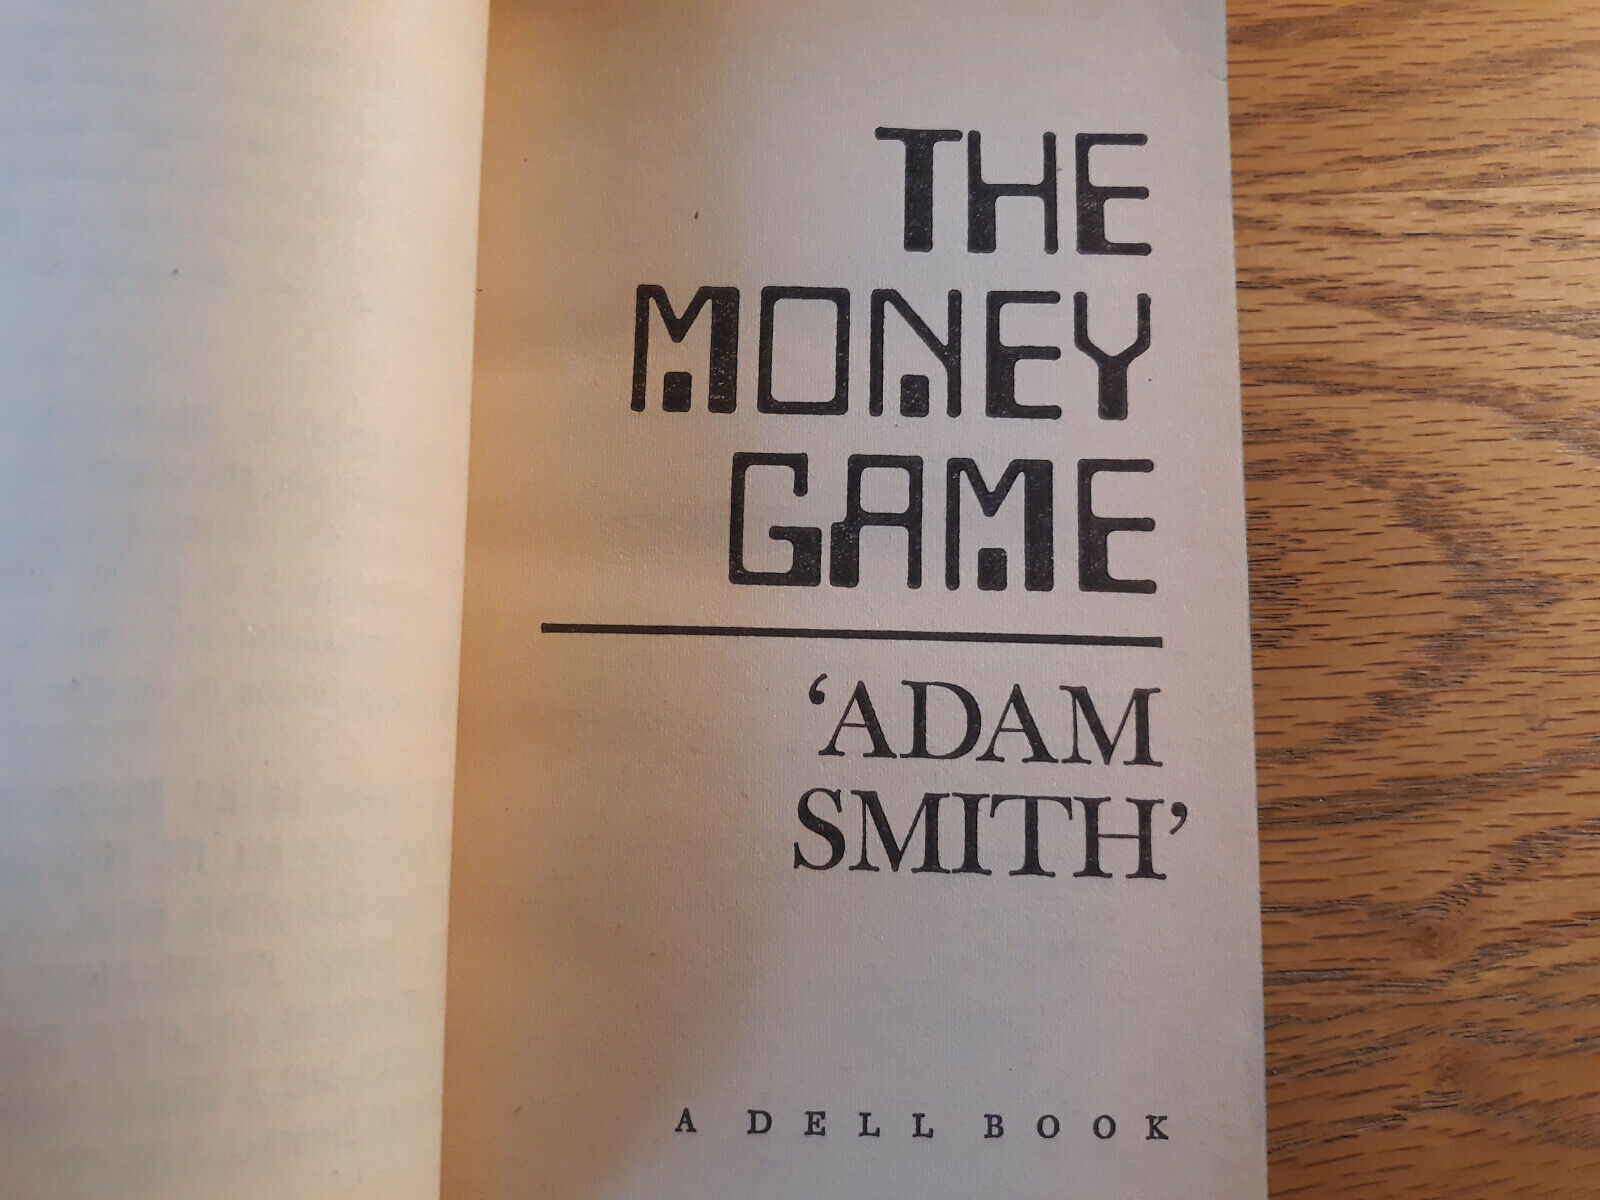 THE
MONEY
GAME
‘ADAM
SMITH’
A DELL BOOK